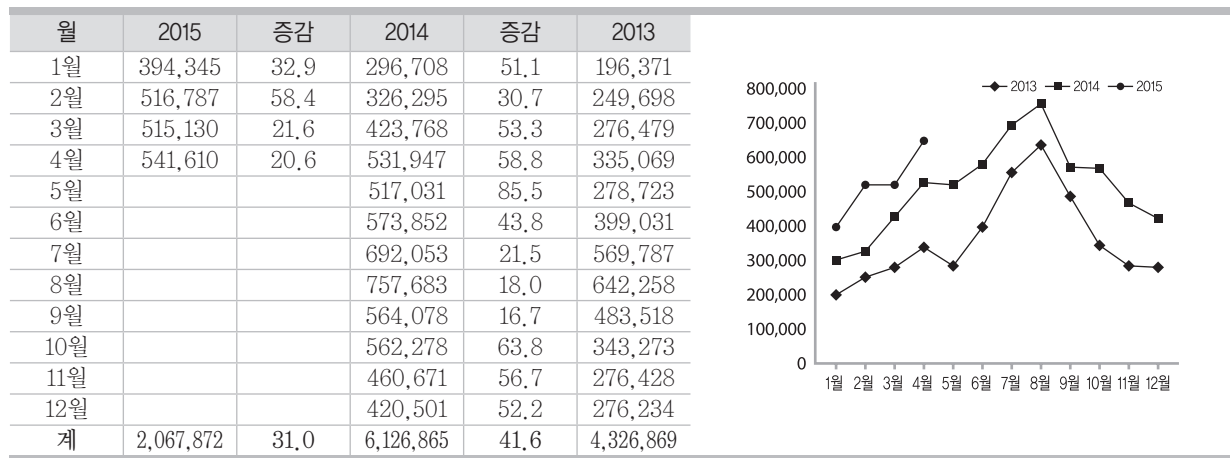 월 2015 증감 2014 증감 2013
1월 394,345 32.9 296,708 51.1 196,371
2월 516,787 58.4 326,295 30.7 249,698
3월 515,130 21.6 423,768 53.3 276,479
4월 541,610 20.6 531,947 58.8 335,069
5월 517,031 85.5 278,723
6월 573,852 43.8 399,031
7월 692,053 21.5 569,787
8월 757,683 18.0 642,258
9월 564,078 16.7 483,518
10월 562,278 63.8 343,273
11월 460,671 56.7 276,428
12월 420,501 52.2 276,234
계 2,067,872 31.0 6,126,865 41.6 4,326,869
2013 2014 2015
800,000
700,000
600,000
500,000
400,000
300,000
200,000
100,000
0
1월 2월 3월 4월 5월 6월 7월 8월 9월 10월 11월 12월